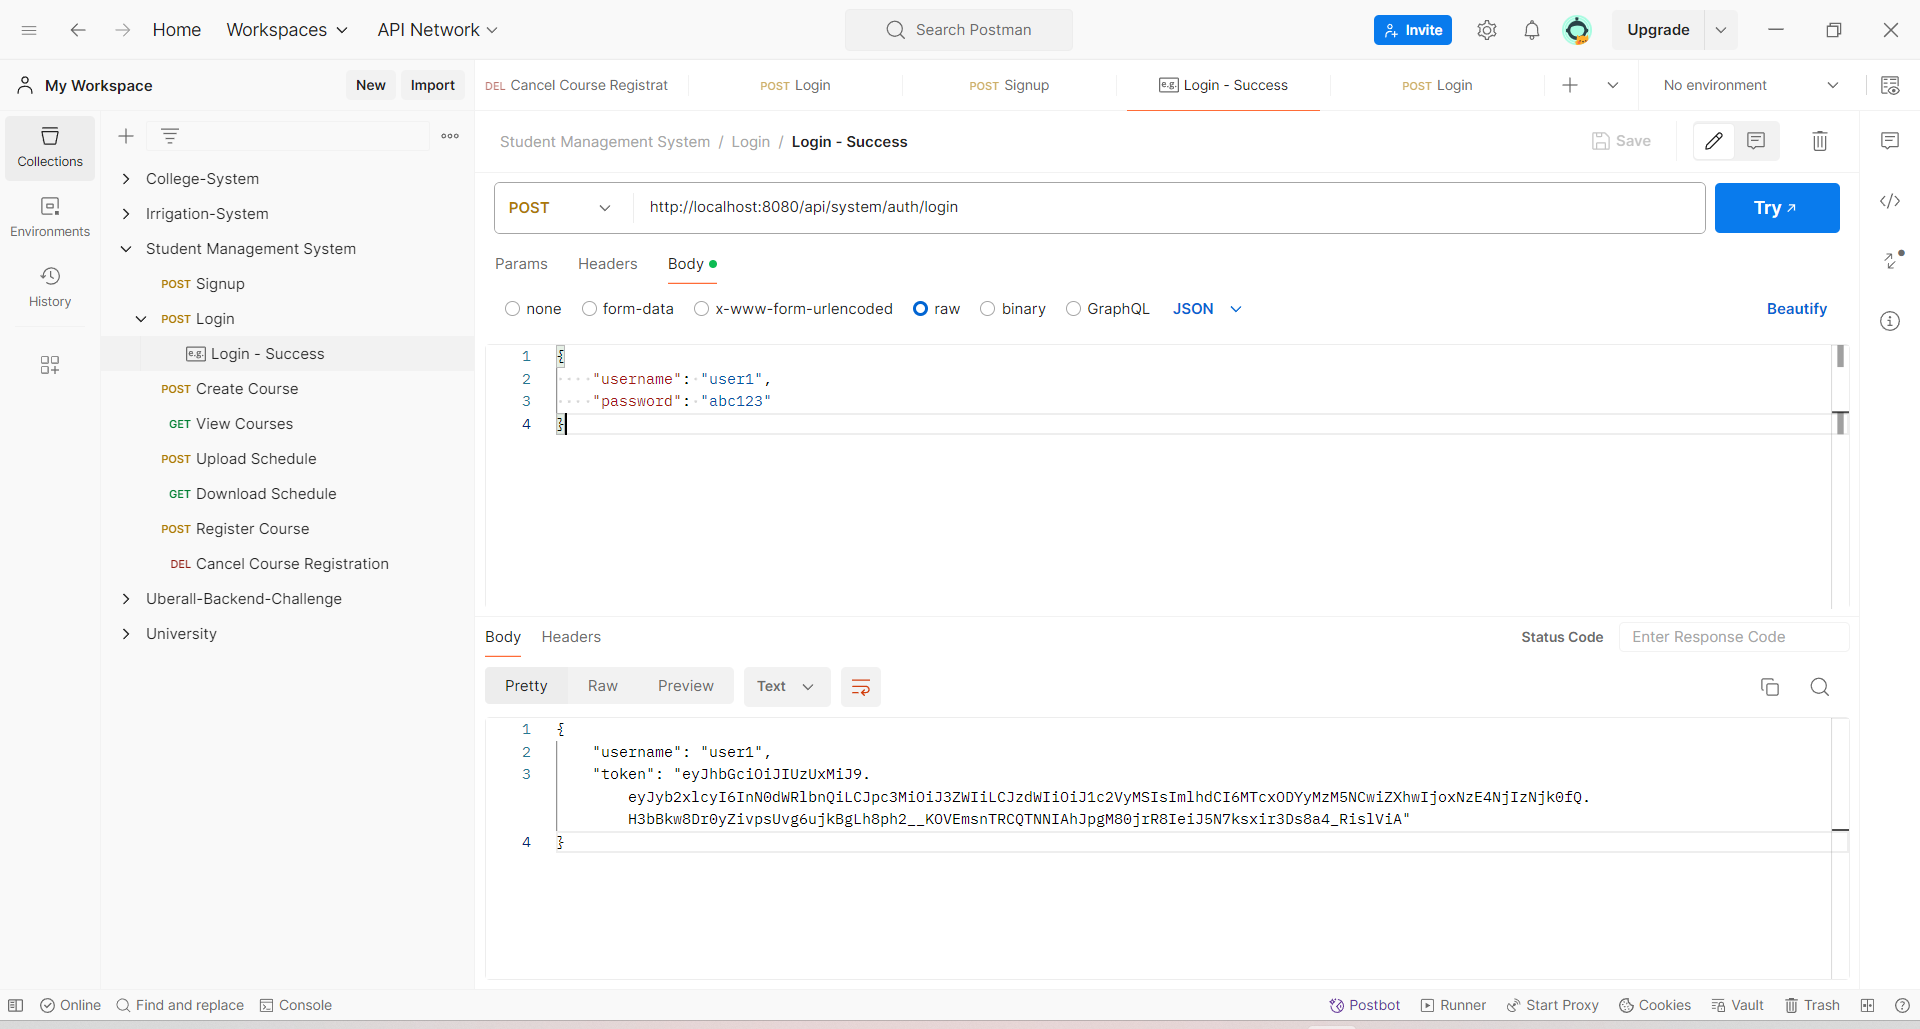 Home
Workspaces
API Network
Search Postman
Invite
Upgrade
My Workspace
New
Import
DEL Cancel Course Registrat
POST Login
POST Signup
e.g. Login - Success
POST Login
No environment
Collections
Environments
History
College-System
Irrigation-System
Student Management System
POST Signup
POST Login
e.g. Login - Success
POST Create Course
GET View Courses
POST Upload Schedule
GET Download Schedule
POST Register Course
DEL Cancel Course Registration
Uberall-Backend-Challenge
University
Student Management System / Login / Login - Success
Save
POST
http://localhost:8080/api/system/auth/login
Try
Params
Headers
Body
none
form-data
x-www-form-urlencoded
raw
binary
GraphQL
JSON
Beautify
1 {
2 "username": "user1",
3 "password": "abc123"
4 }
Body
Headers
Status Code
Enter Response Code
Pretty
Raw
Preview
Text
1 {
2 "username": "user1",
3 "token": "eyJhbGciOiJIUzUxMiJ9.
eyJyb2xlcyI6InN0dWRlbnQiLCJpc3MiOiJ3ZWIiLCJzdWIiOiJ1c2VyMSIsImlhdCI6MTcxODYyMzM5NCwiZXhwIjoxNzE4NjIzNjk0fQ.
H3bBkw8Dr0yZivpsUvg6ujkBgLh8ph2__KOVEmsnTRCQTNNIAhJpgM80jrR8IeiJ5N7ksxir3Ds8a4_RislViA"
4 }
Online
Find and replace
Console
Postbot
Runner
Start Proxy
Cookies
Vault
Trash